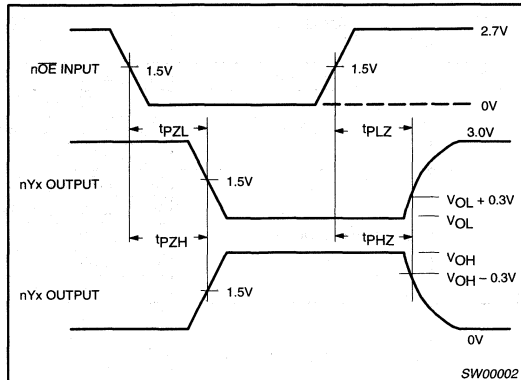 2.7V
nOE INPUT
1.5V
1.5V
0V
tPZL
tPLZ
3.0V
nYx OUTPUT
1.5V
VOL + 0.3V
VOL
tPZH
tPHZ
VOH
VOH − 0.3V
nYx OUTPUT
1.5V
0V
SW00002